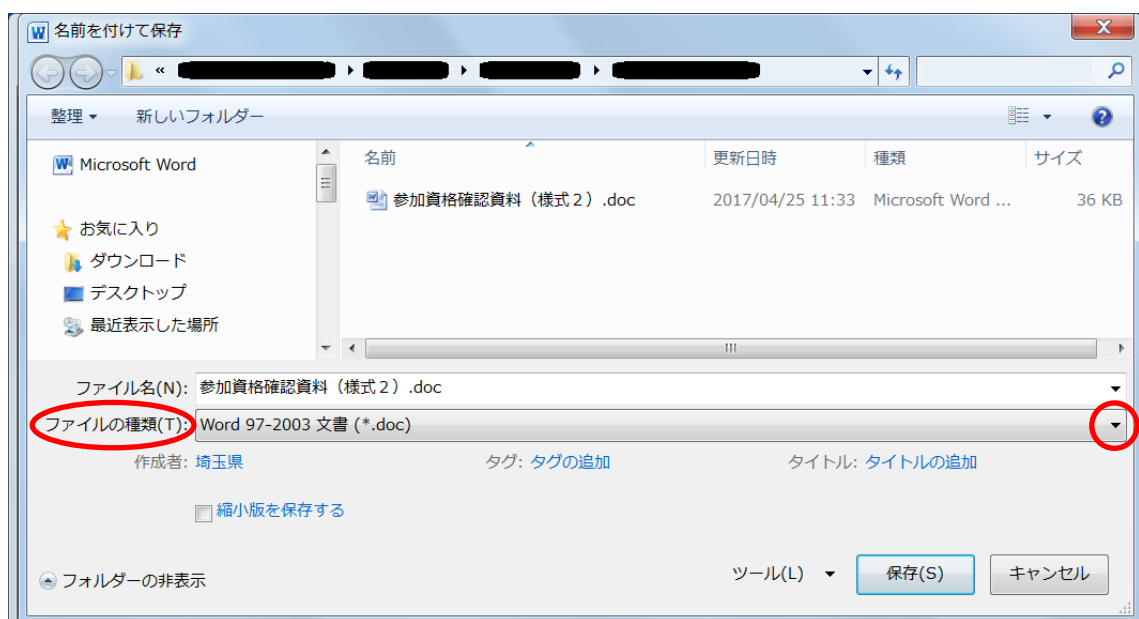 名前を付けて保存
«
整理 新しいフォルダー
Microsoft Word
お気に入り
ダウンロード
デスクトップ
最近表示した場所
名前 更新日時 種類 サイズ
参加資格確認資料（様式２）.doc 2017/04/25 11:33 Microsoft Word ... 36 KB
ファイル名(N): 参加資格確認資料（様式２）.doc
ファイルの種類(T): Word 97-2003 文書 (*.doc)
作成者: 埼玉県 タグ: タグの追加 タイトル: タイトルの追加
縮小版を保存する
フォルダーの非表示 ツール(L) 保存(S) キャンセル